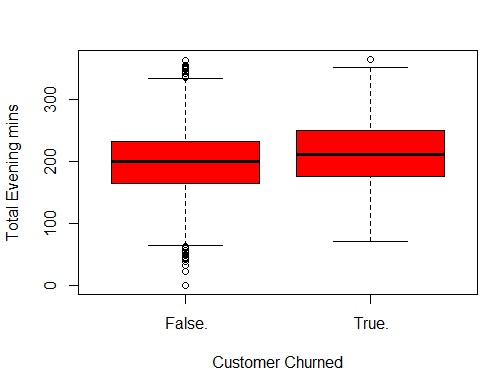 Total Evening mins
300
200
100
0
False. True.
Customer Churned